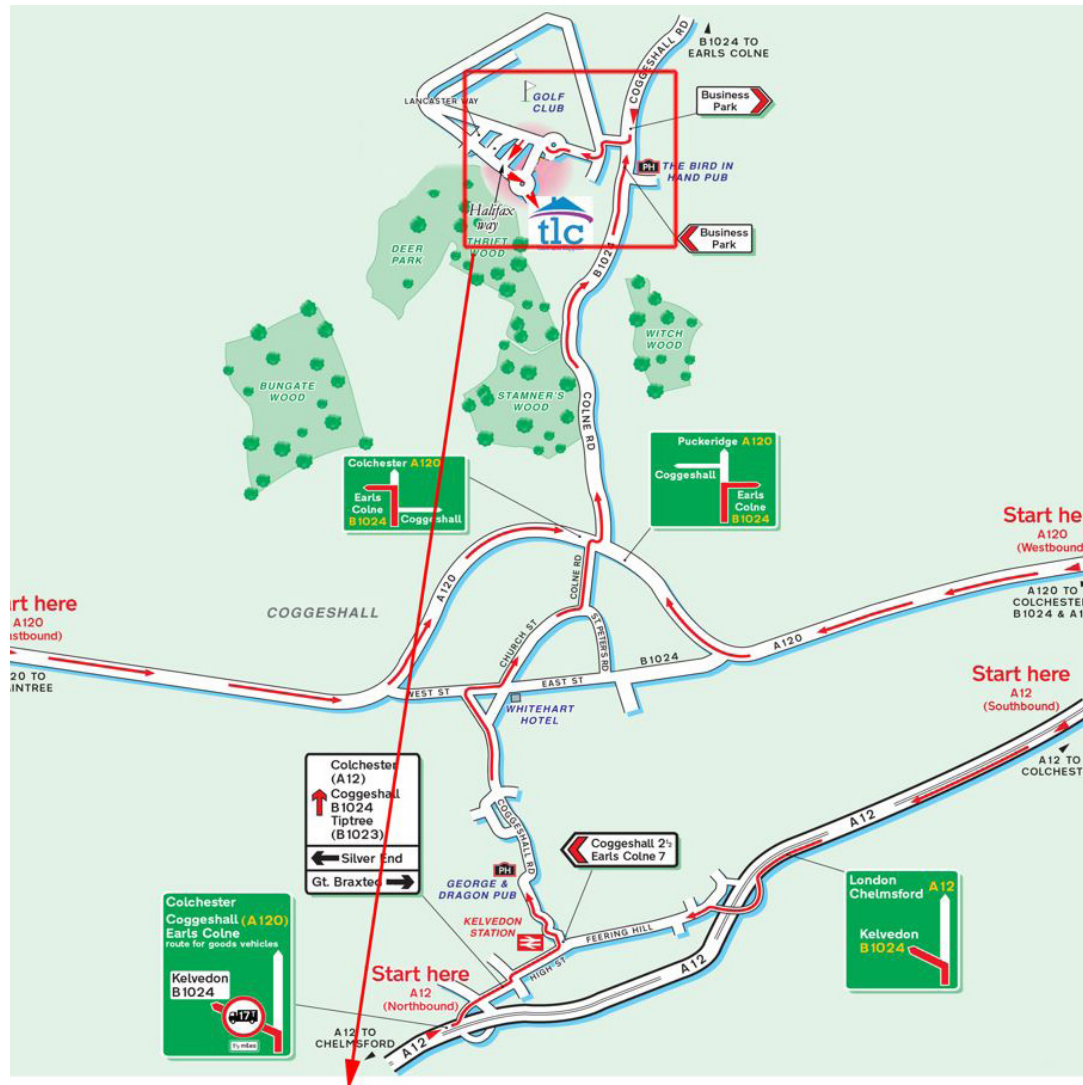 B1024 TO
EARLS COLNE
COGGESHALL RD
Business
Park
LANCASTER WAY
GOLF
CLUB
PH
THE BIRD IN
HAND PUB
Halifax
way
tlc
Business
Park
DEER
PARK
THRIFT
WOOD
B1024
WITCH
WOOD
BUNGATE
WOOD
STAMNER'S
WOOD
COLNE RD
Colchester A120
Earls
Colne
B1024
Coggeshall
Puckeridge A120
Coggeshall
Earls
Colne
B1024
Start he
A120
(Westbound)
A120 TO
COLCHESTER
B1024 & A1
COGGESHALL
A120
COLNE RD
CHURCH ST
ST PETER'S RD
B1024
A120
rt here
A120
stbound)
20 TO
AINTREE
WEST ST
EAST ST
WHITEHART
HOTEL
Start here
A12
(Southbound)
A12 TO
COLCHEST
Colchester
(A12)
Coggeshall
B1024
Tiptree
(B1023)
Silver End
Gt. Braxted
COGGESHALL RD
Coggeshall 2½
Earls Colne 7
A12
PH
GEORGE &
DRAGON PUB
KELVEDON
STATION
FEERING HILL
HIGH ST
London A12
Chelmsford
Kelvedon
B1024
Colchester
Coggeshall (A120)
Earls Colne
route for goods vehicles
Kelvedon
B1024
17T
Start here
A12
(Northbound)
A12
A12 TO
CHELMSFORD
A12